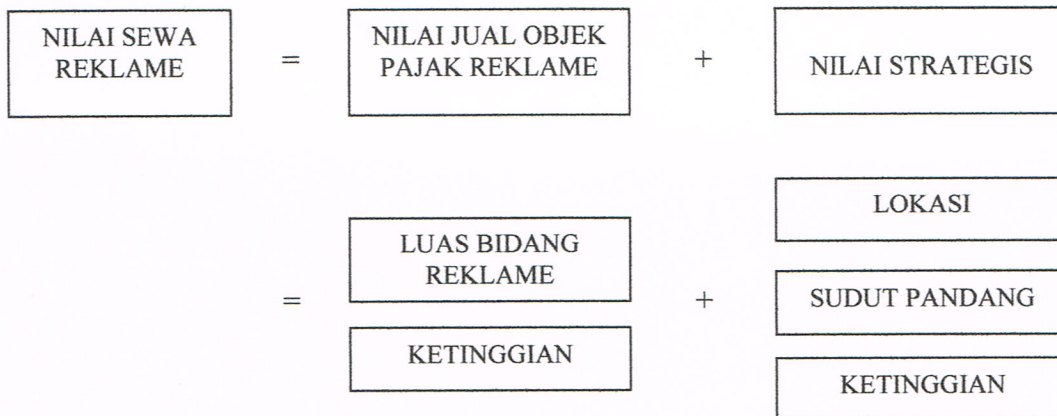 NILAI SEWA
REKLAME
=
NILAI JUAL OBJEK
PAJAK REKLAME
+
NILAI STRATEGIS
=
LUAS BIDANG
REKLAME
KETINGGIAN
+
LOKASI
SUDUT PANDANG
KETINGGIAN